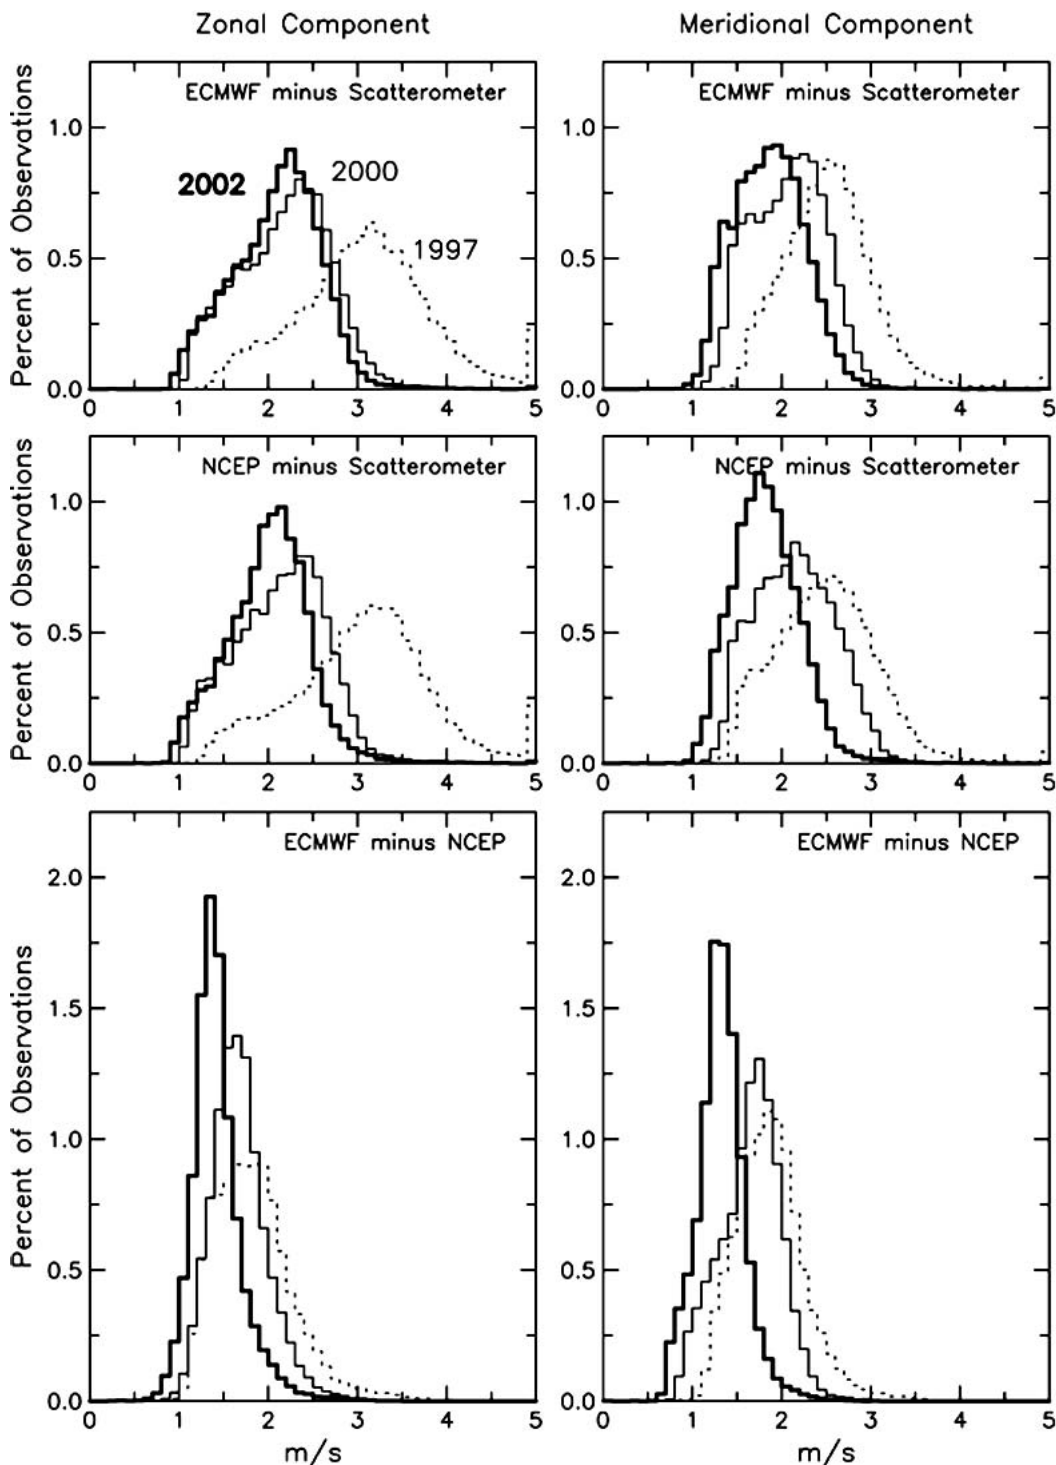 Zonal Component
Meridional Component
Percent of Observations
ECMWF minus Scatterometer
2002
2000
1997
1.0
0.5
0.0
0 1 2 3 4 5
ECMWF minus Scatterometer
1.0
0.5
0.0
0 1 2 3 4 5
Percent of Observations
NCEP minus Scatterometer
1.0
0.5
0.0
0 1 2 3 4 5
NCEP minus Scatterometer
1.0
0.5
0.0
0 1 2 3 4 5
Percent of Observations
ECMWF minus NCEP
2.0
1.5
1.0
0.5
0.0
0 1 2 3 4 5
m/s
ECMWF minus NCEP
2.0
1.5
1.0
0.5
0.0
0 1 2 3 4 5
m/s